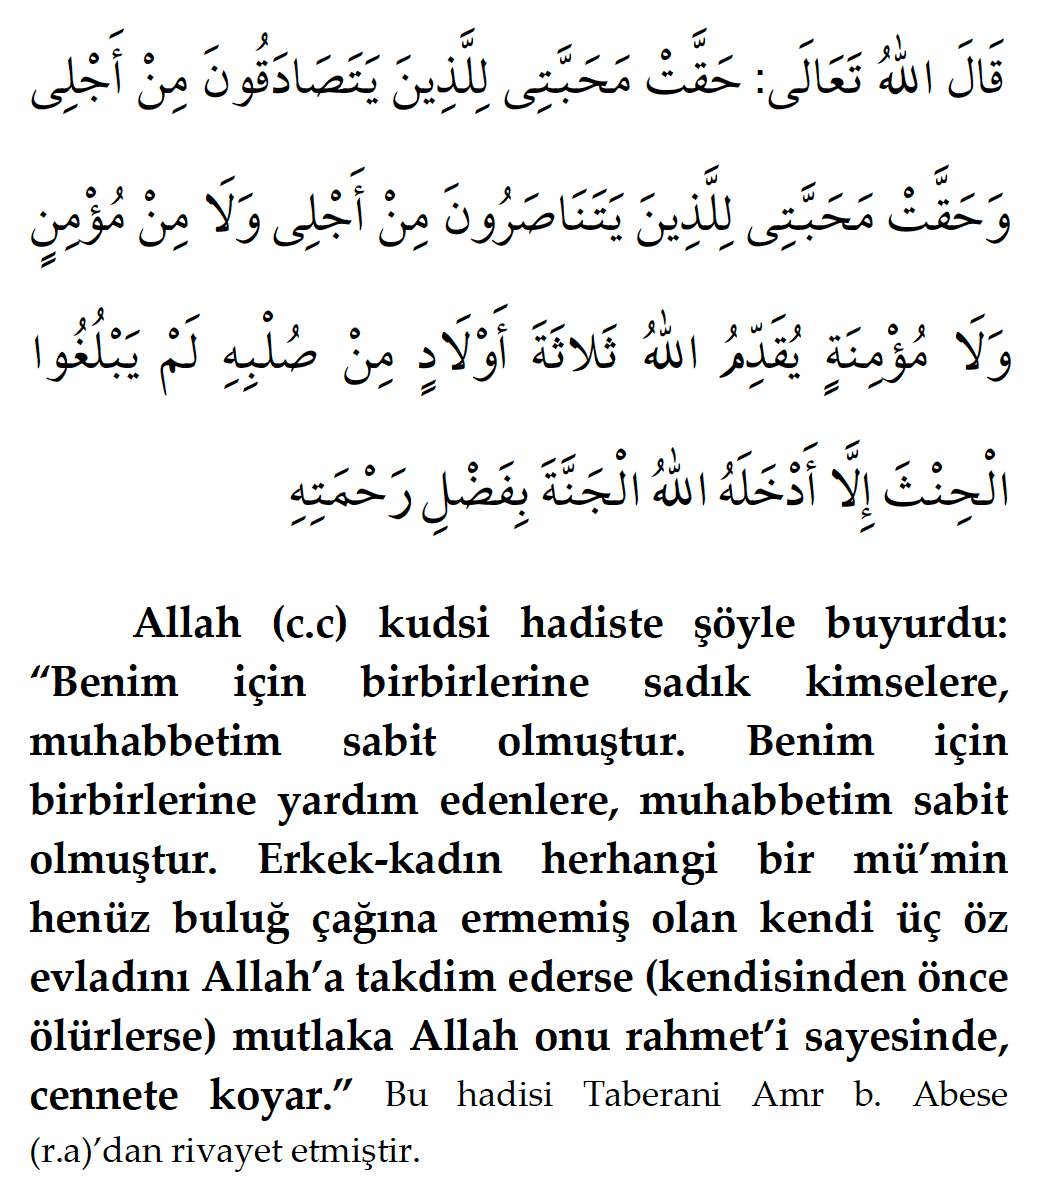 قَالَ اللهُ تَعَالَى: حَقَّتْ مَحَبَّتِى لِلَّذِينَ يَتَصَادَقُونَ مِنْ أَجْلِى
وَحَقَّتْ مَحَبَّتِى لِلَّذِينَ يَتَنَاصَرُونَ مِنْ أَجْلِى وَلَا مِنْ مُؤْمِنٍ
وَلَا مُؤْمِنَةٍ يُقَدِّمُ اللهُ ثَلاثَةَ أَوْلَادٍ مِنْ صُلْبِهِ لَمْ يَبْلُغُوا
الْحِنْثَ إِلَّا أَدْخَلَهُ اللهُ الْجَنَّةَ بِفَضْلِ رَحْمَتِهِ
Allah (c.c) kudsi hadiste şöyle buyurdu:
“Benim için birbirlerine sadık kimselere,
muhabbetim sabit olmuştur. Benim için
birbirlerine yardım edenlere, muhabbetim sabit
olmuştur. Erkek-kadın herhangi bir mü’min
henüz buluğ çağına ermemiş olan kendi üç öz
evladını Allah’a takdim ederse (kendisinden önce
ölürlerse) mutlaka Allah onu rahmet’i sayesinde,
cennete koyar.” Bu hadisi Taberani Amr b. Abese
(r.a)’dan rivayet etmiştir.